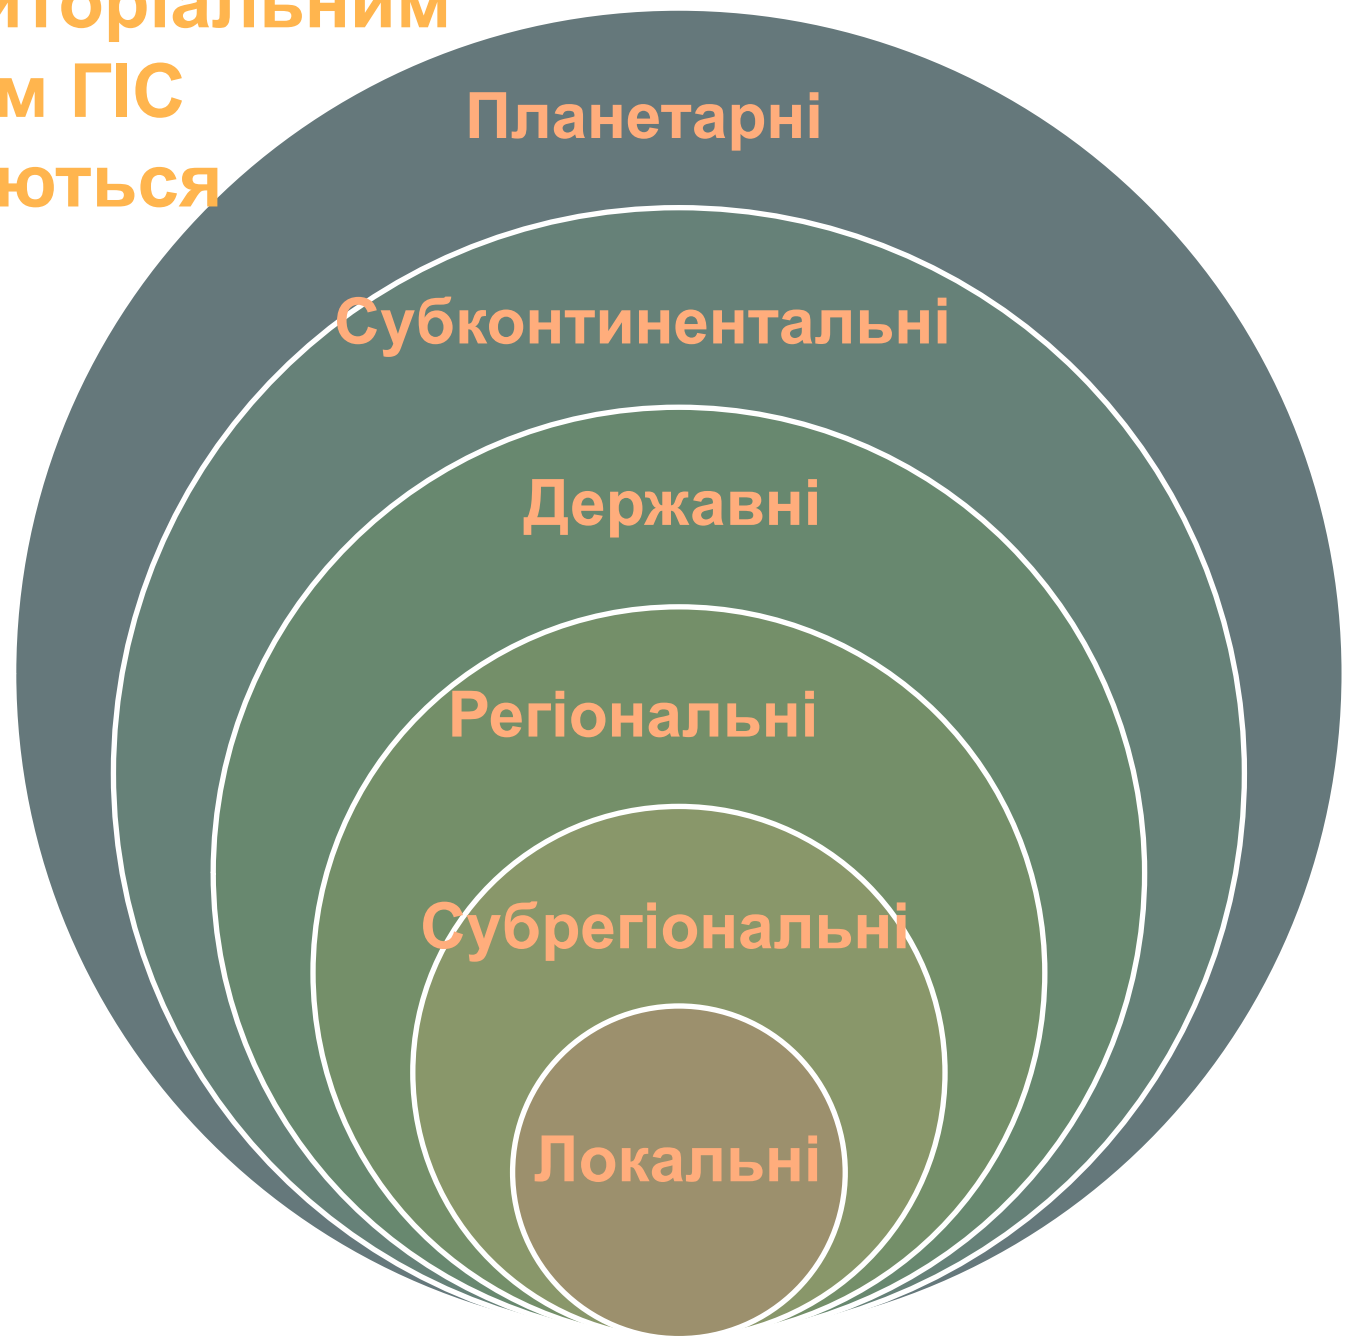 иторіальним
м ГІС
ються
Планетарні
Субконтинентальні
Державні
Регіональні
Субрегіональні
Локальні